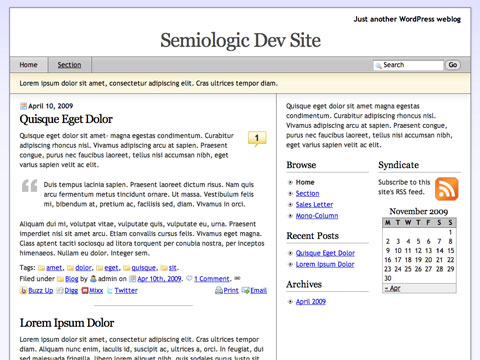 Just another WordPress weblog
Semiologic Dev Site
Home Section Search Go
Lorem ipsum dolor sit amet, consectetur adipiscing elit. Cras ultrices tempor diam.
April 10, 2009
Quisque Eget Dolor
1
Quisque eget dolor sit amet- magna egestas condimentum. Curabitur
adipiscing rhoncus nisl. Vivamus adipiscing arcu at sapien. Praesent
congue, purus nec faucibus laoreet, tellus nisi accumsan nibh, eget
varius sapien velit ac elit.
Duis tempus lacinia sapien. Praesent laoreet dictum risus. Nam quis
arcu fermentum metus tincidunt ornare. Ut massa. Vestibulum felis
mi, bibendum at, pretium ac, facilisis sed, diam. Vivamus in orci.
Aliquam dui mi, volutpat vitae, vulputate quis, vulputate eu, urna. Praesent
imperdiet nisl sit amet arcu. Etiam convallis cursus felis. Vivamus eget magna.
Class aptent taciti sociosqu ad litora torquent per conubia nostra, per inceptos
himenaeos. Nullam eu dolor. Integer sem.
Tags: amet, dolor, eget, quisque, sit.
Filed under Blog by admin on Apr 10th, 2009. 1 Comment.
Buzz Up Digg Mixx Twitter Print Email
Lorem Ipsum Dolor
Lorem ipsum dolor sit amet, consectetur adipiscing elit. Cras ultrices tempor
diam. Aliquam nunc enim, iaculis id, suscipit ac, ultrices a, orci. In feugiat, dui
sed malesuada fringilla, libero lorem aliquet nibh, quis sodales purus justo sit
Quisque eget dolor sit amet magna egestas
condimentum. Curabitur adipiscing rhoncus nisl.
Vivamus adipiscing arcu at sapien. Praesent congue,
purus nec faucibus laoreet, tellus nisi accumsan nibh,
eget varius sapien velit ac elit.
Browse
Home
Section
Sales Letter
Mono-Column
Recent Posts
Quisque Eget Dolor
Lorem Ipsum Dolor
Archives
April 2009
Syndicate
Subscribe to this
site's RSS feed.
November 2009
M T W T F S S
1
2 3 4 5 6 7 8
9 10 11 12 13 14 15
16 17 18 19 20 21 22
23 24 25 26 27 28 29
30
« Apr